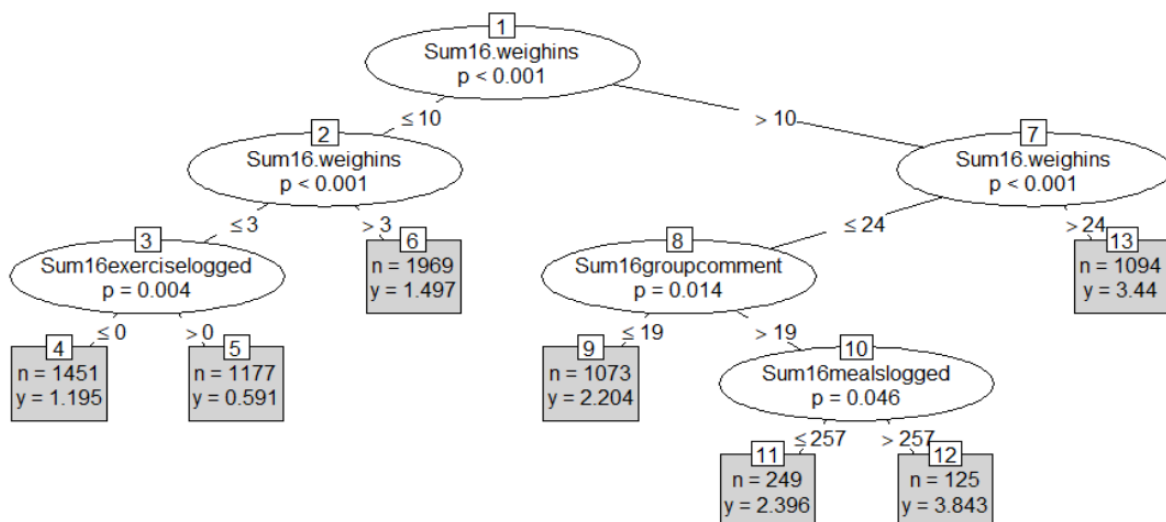 1
Sum16.weighins
p < 0.001
≤ 10
> 10
2
Sum16.weighins
p < 0.001
7
Sum16.weighins
p < 0.001
≤ 3
> 3
≤ 24
> 24
3
Sum16exerciselogged
p = 0.004
6
n = 1969
y = 1.497
8
Sum16groupcomment
p = 0.014
13
n = 1094
y = 3.44
≤ 0
> 0
≤ 19
> 19
4
n = 1451
y = 1.195
5
n = 1177
y = 0.591
9
n = 1073
y = 2.204
10
Sum16mealslogged
p = 0.046
≤ 257
> 257
11
n = 249
y = 2.396
12
n = 125
y = 3.843